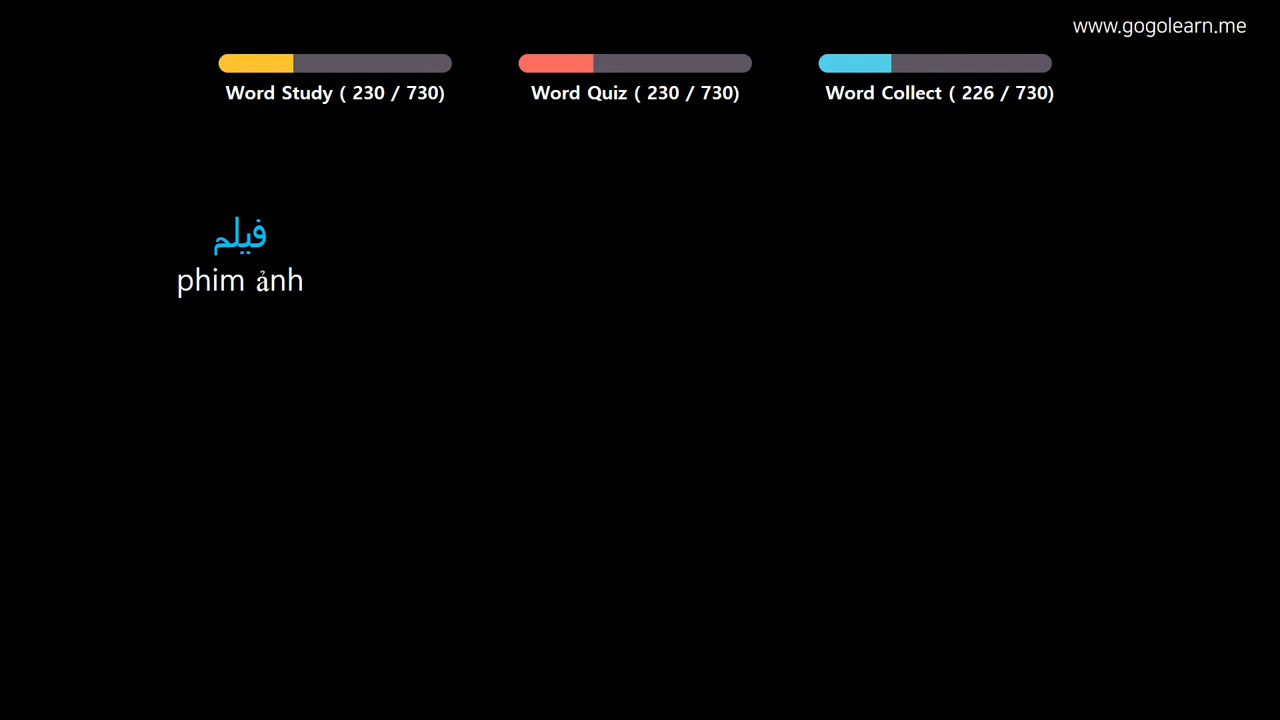 www.gogolearn.me
Word Study ( 230 / 730)
Word Quiz ( 230 / 730)
Word Collect ( 226 / 730)
فيلم
phim ảnh